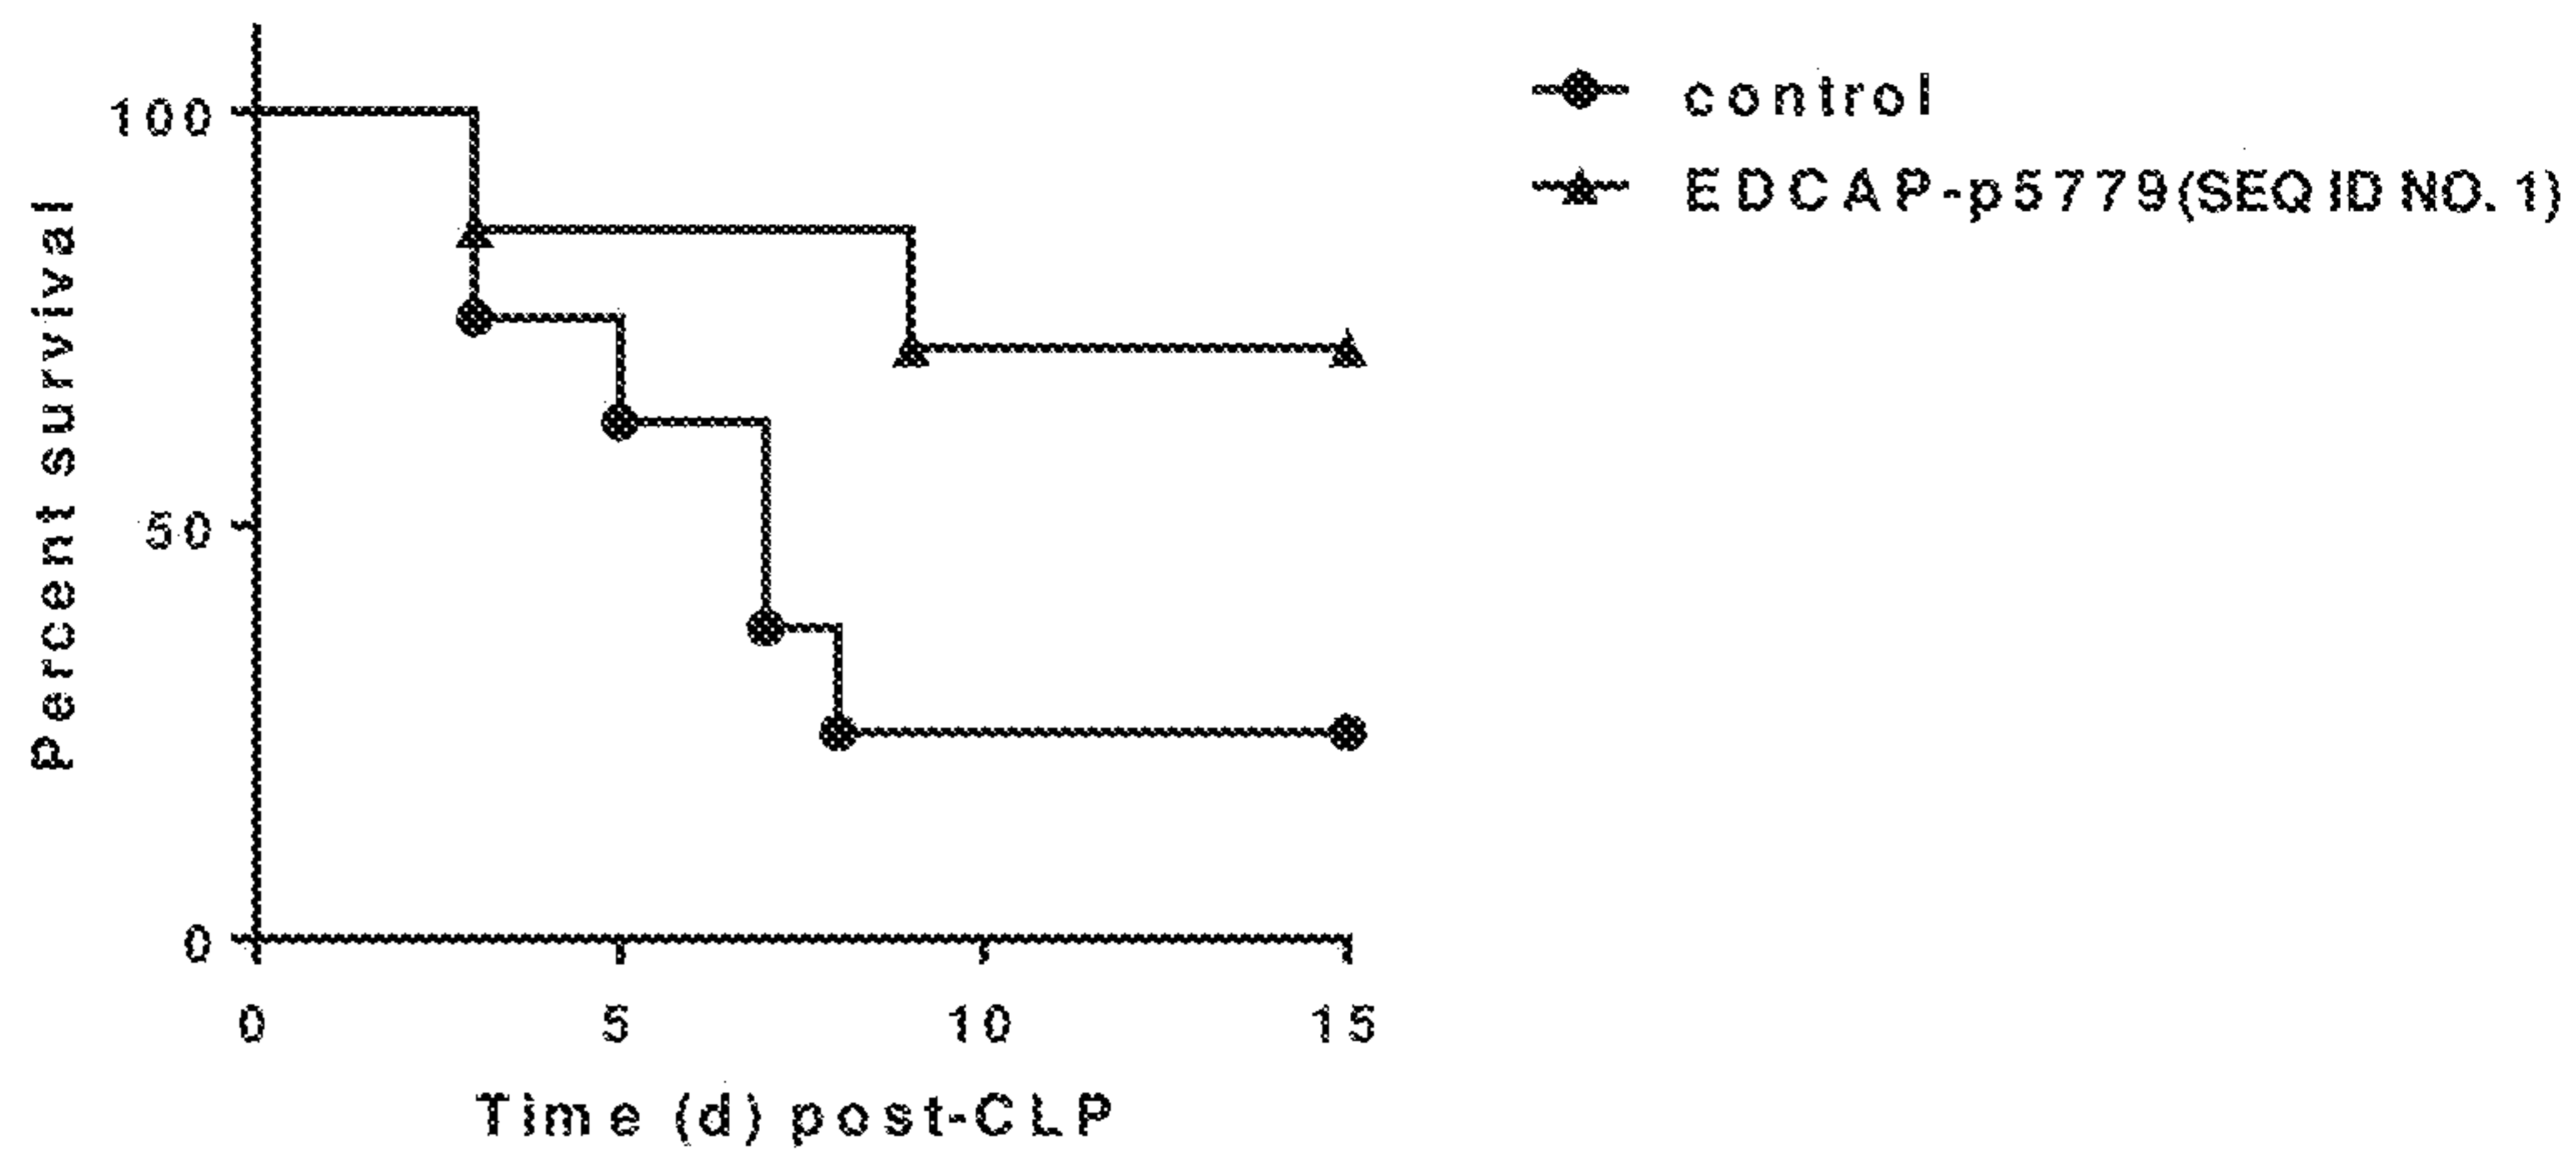 Percent survival
100
50
0
0 5 10 15
Time (d) post-CLP
control
EDCAP-p5779(SEQ ID NO. 1)